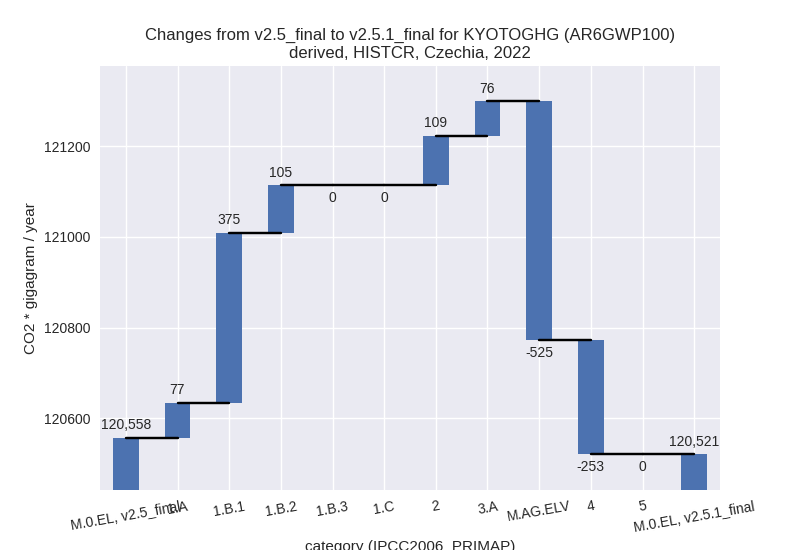 Changes from v2.5_final to v2.5.1_final for KYOTOGHG (AR6GWP100)
derived, HISTCR, Czechia, 2022
CO2 * gigagram / year
121200
121000
120800
120600
120,558
77
375
105
0
0
109
76
-525
-253
0
120,521
M.0.EL, v2.5_final
1.A
1.B.1
1.B.2
1.B.3
1.C
2
3.A
M.AG.ELV
4
5
M.0.EL, v2.5.1_final
category (IPCC2006_PRIMAP)